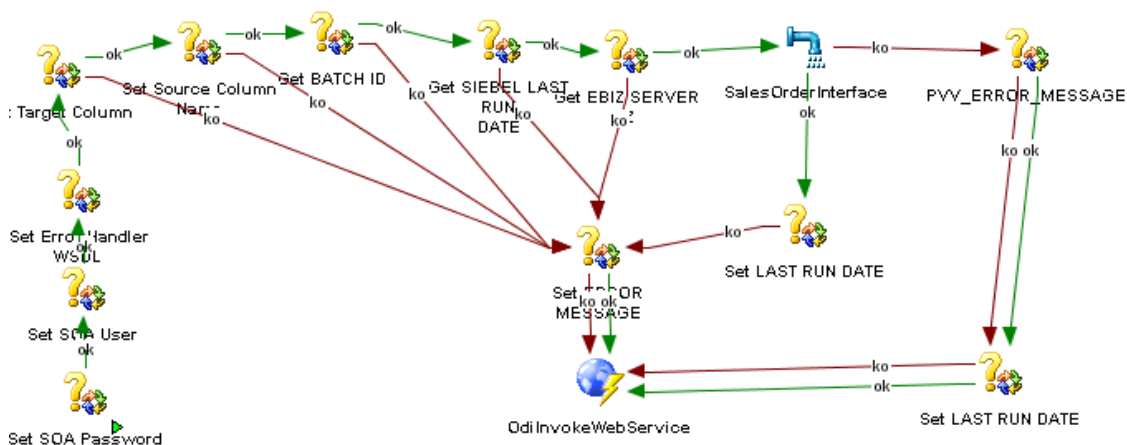 ok
ok
ok
ok
ok
ko
ko
Get BATCH ID
ko
Set Source Column
Name
Get SIEBEL LAST
RUN
DATE
Get EBIZ SERVER
SalesOrderInterface
PVV_ERROR_MESSAGE
: Target Column
ko
ko
ko
ok
ok
ko
ok
Set Error Handler
WSDL
ok
ko
Set LAST RUN DATE
Set ERROR
MESSAGE
ko
ok
Set SOA User
ok
ko
ok
OdiInvokeWebService
Set LAST RUN DATE
Set SOA Password